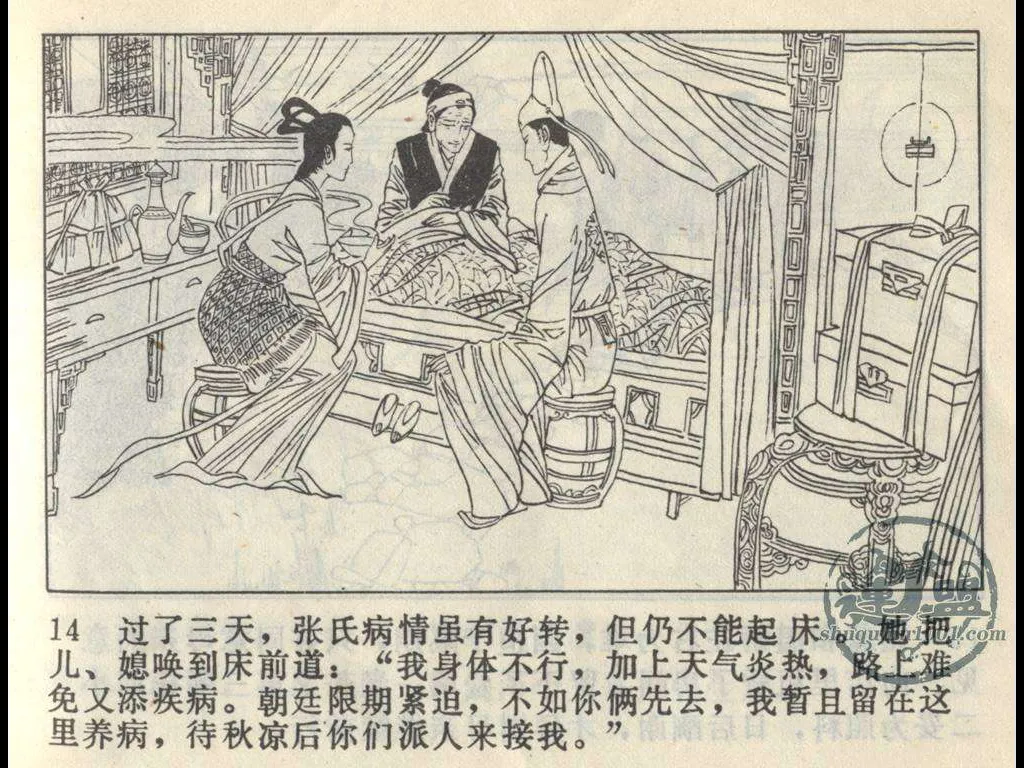 14 过了三天，张氏病情虽有好转，但仍不能起床 她把
儿、媳唤到床前道：“我身体不行，加上天气炎热，路上难
免又添疾病。朝廷限期紧迫，不如你俩先去，我暂且留在这
里养病，待秋凉后你们派人来接我。”
連盟